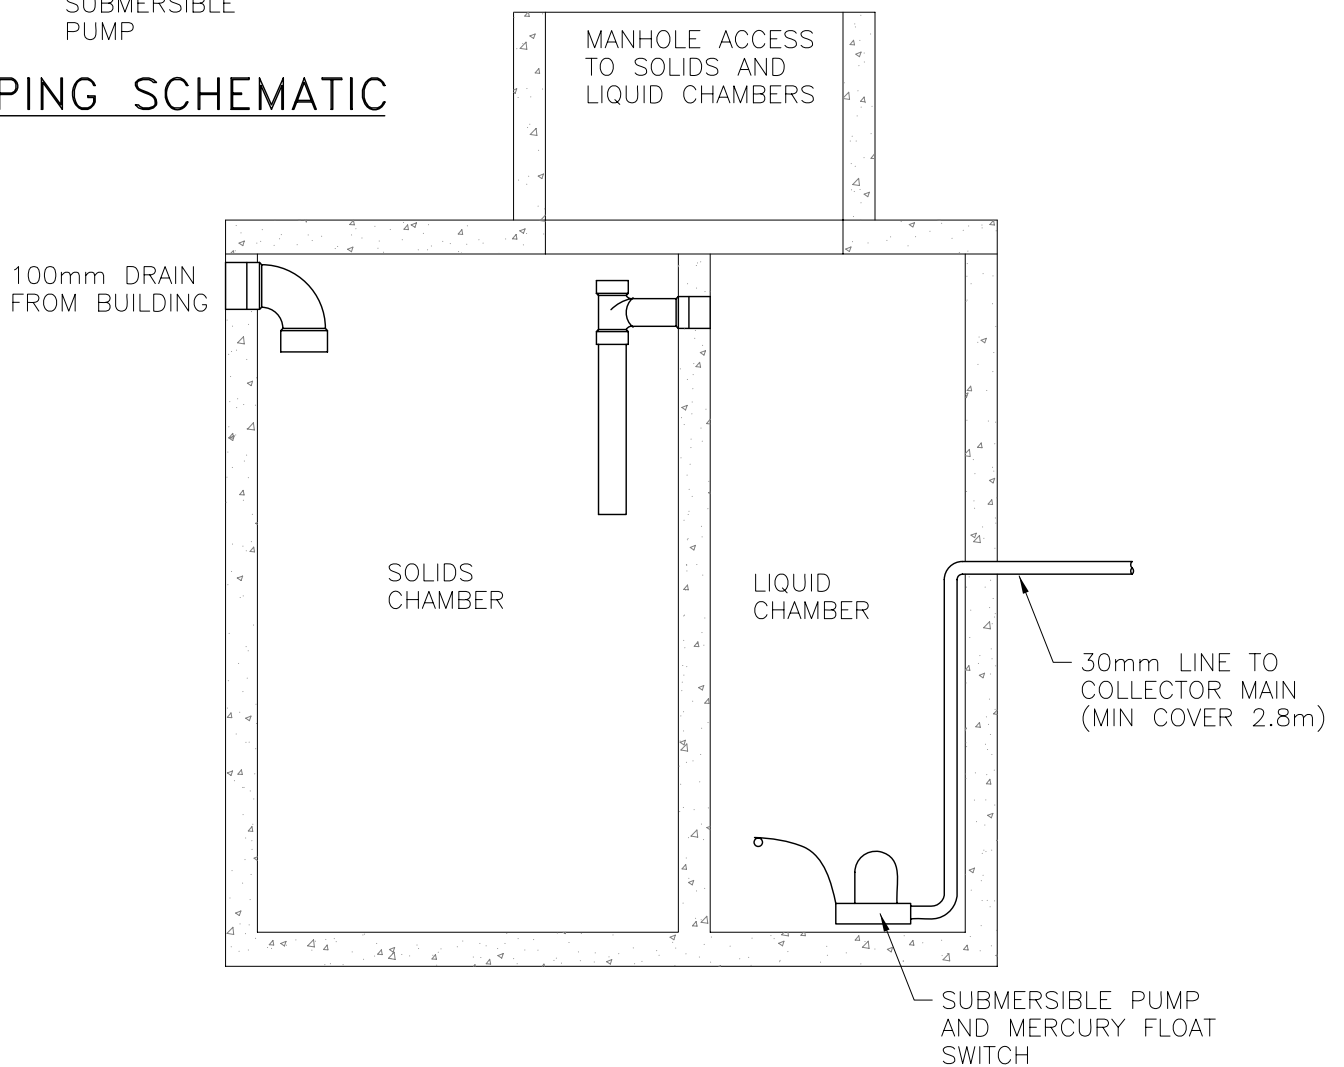 SUBMERSIBLE
PUMP
PING SCHEMATIC
MANHOLE ACCESS
TO SOLIDS AND
LIQUID CHAMBERS
100mm DRAIN
FROM BUILDING
SOLIDS
CHAMBER
LIQUID
CHAMBER
30mm LINE TO
COLLECTOR MAIN
(MIN COVER 2.8m)
SUBMERSIBLE PUMP
AND MERCURY FLOAT
SWITCH